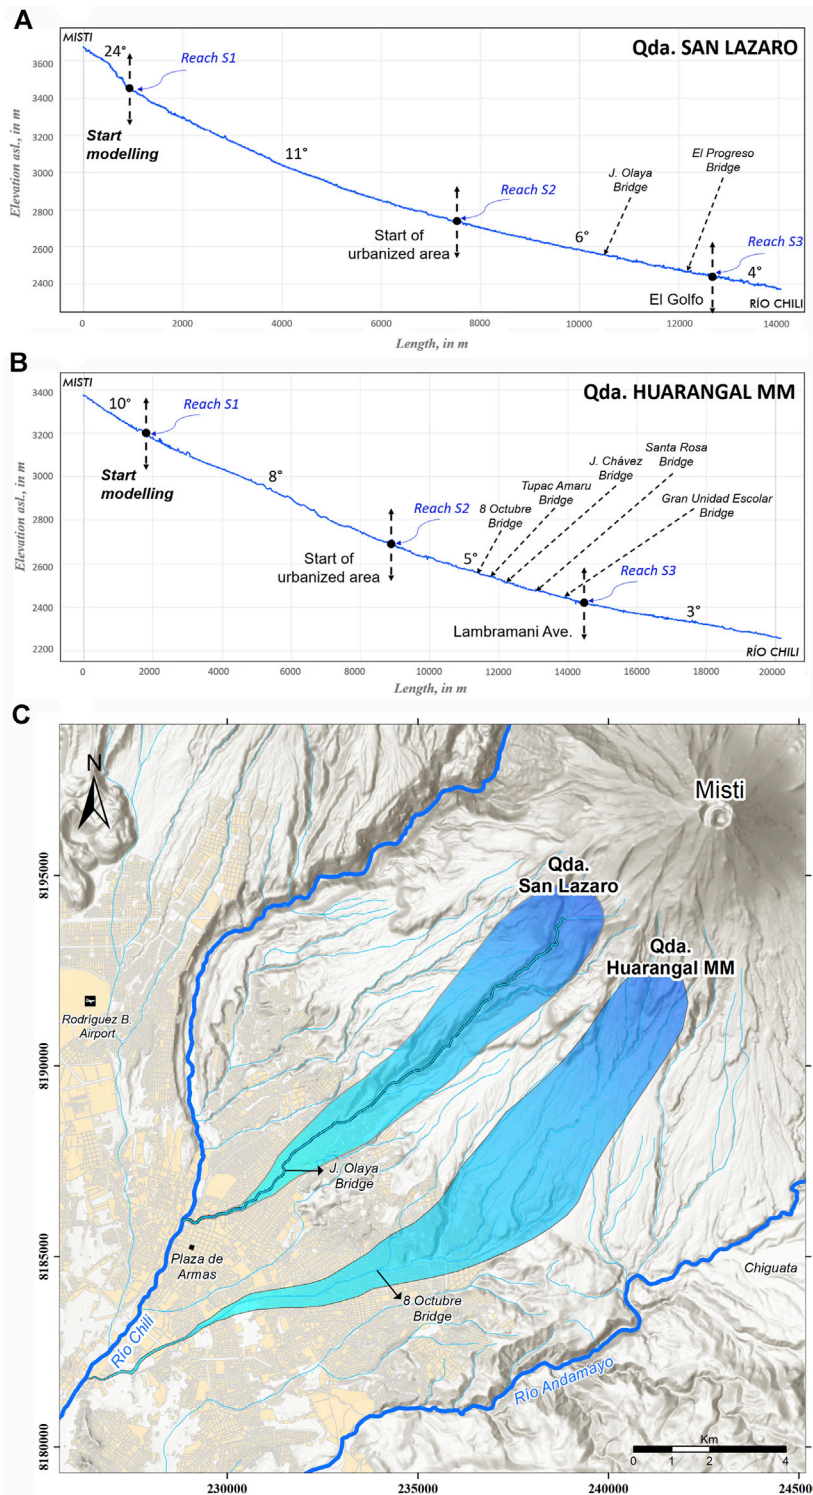 A
MISTI
Qda. SAN LAZARO
24°
Reach S1
Start
modelling
11°
Reach S2
Start of
urbanized area
J. Olaya
Bridge
El Progreso
Bridge
6°
Reach S3
4°
El Golfo
RÍO CHILI
Elevation asl., in m
3600
3400
3200
3000
2800
2600
2400
0
2000
4000
6000
8000
10000
12000
14000
Length, in m
B
MISTI
Qda. HUARANGAL MM
10°
Reach S1
Start
modelling
8°
Reach S2
Start of
urbanized area
5°
8 Octubre
Bridge
Tupac Amaru
Bridge
J. Chávez
Bridge
Santa Rosa
Bridge
Gran Unidad Escolar
Bridge
Reach S3
Lambramani Ave.
3°
RÍO CHILI
Elevation asl., in m
3400
3200
3000
2800
2600
2400
2200
0
2000
4000
6000
8000
10000
12000
14000
16000
18000
20000
Length, in m
C
N
Misti
Qda.
San Lazaro
Qda.
Huarangal MM
Rodriguez B.
Airport
J. Olaya
Bridge
Plaza de
Armas
8 Octubre
Bridge
Chiguata
Río Chili
Río Andamayo
Km
0
1
2
4
8195000
8190000
8185000
8180000
230000
235000
240000
245000